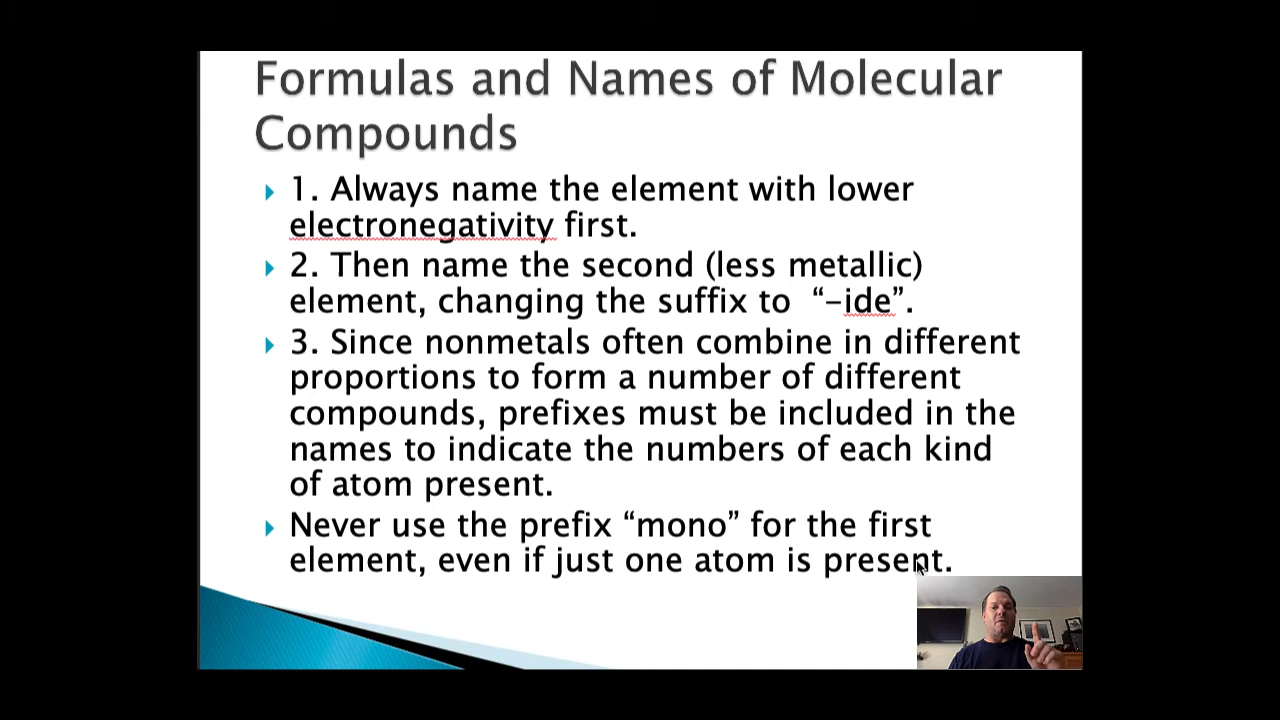 Formulas and Names of Molecular
Compounds
1. Always name the element with lower
electronegativity first.
2. Then name the second (less metallic)
element, changing the suffix to “-ide”.
3. Since nonmetals often combine in different
proportions to form a number of different
compounds, prefixes must be included in the
names to indicate the numbers of each kind
of atom present.
Never use the prefix “mono” for the first
element, even if just one atom is present.